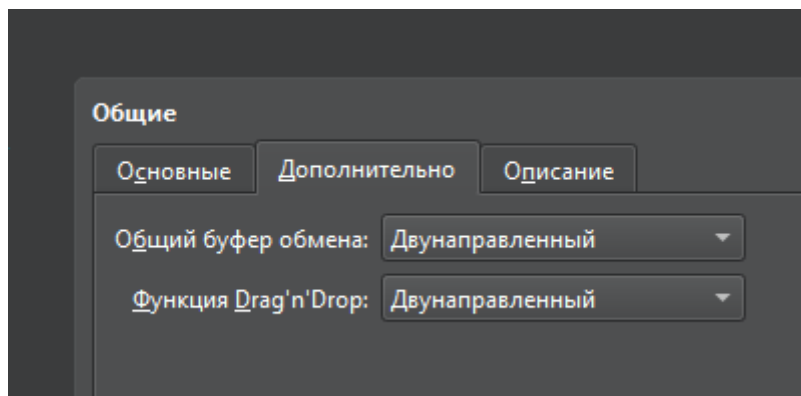 Общие
Основные Дополнительно Описание
Общий буфер обмена: Двунаправленный
Функция Drag'n'Drop: Двунаправленный